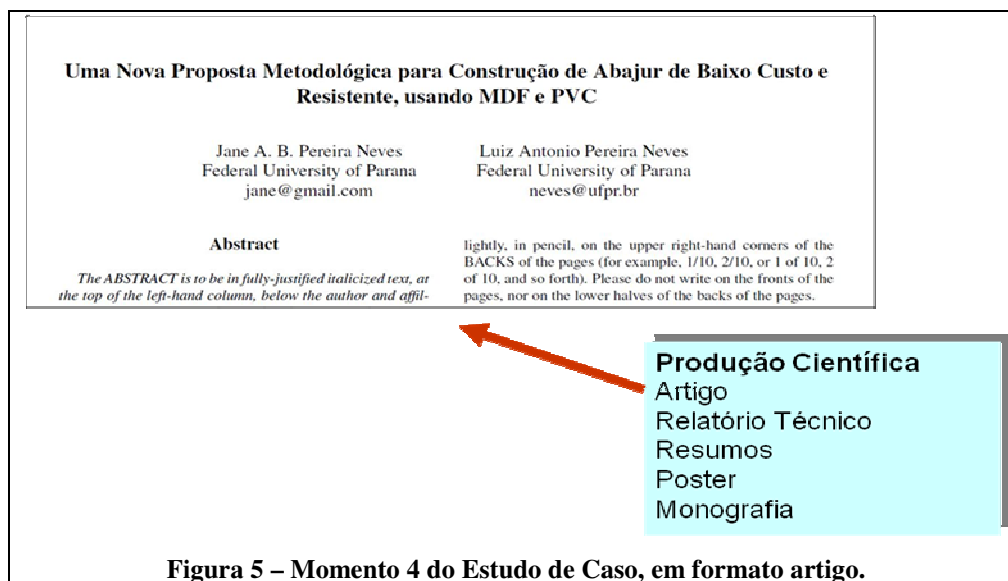 Uma Nova Proposta Metodológica para Construção de Abajur de Baixo Custo e
Resistente, usando MDF e PVC
Jane A. B. Pereira Neves
Federal University of Parana
jane@gmail.com
Luiz Antonio Pereira Neves
Federal University of Parana
neves@ufpr.br
Abstract
The ABSTRACT is to be in fully-justified italicized text, at
the top of the left-hand column, below the author and affil-
lightly, in pencil, on the upper right-hand corners of the
BACKS of the pages (for example, 1/10, 2/10, or 1 of 10, 2
of 10, and so forth). Please do not write on the fronts of the
pages, nor on the lower halves of the backs of the pages.
Produção Científica
Artigo
Relatório Técnico
Resumos
Poster
Monografia
Figura 5 – Momento 4 do Estudo de Caso, em formato artigo.